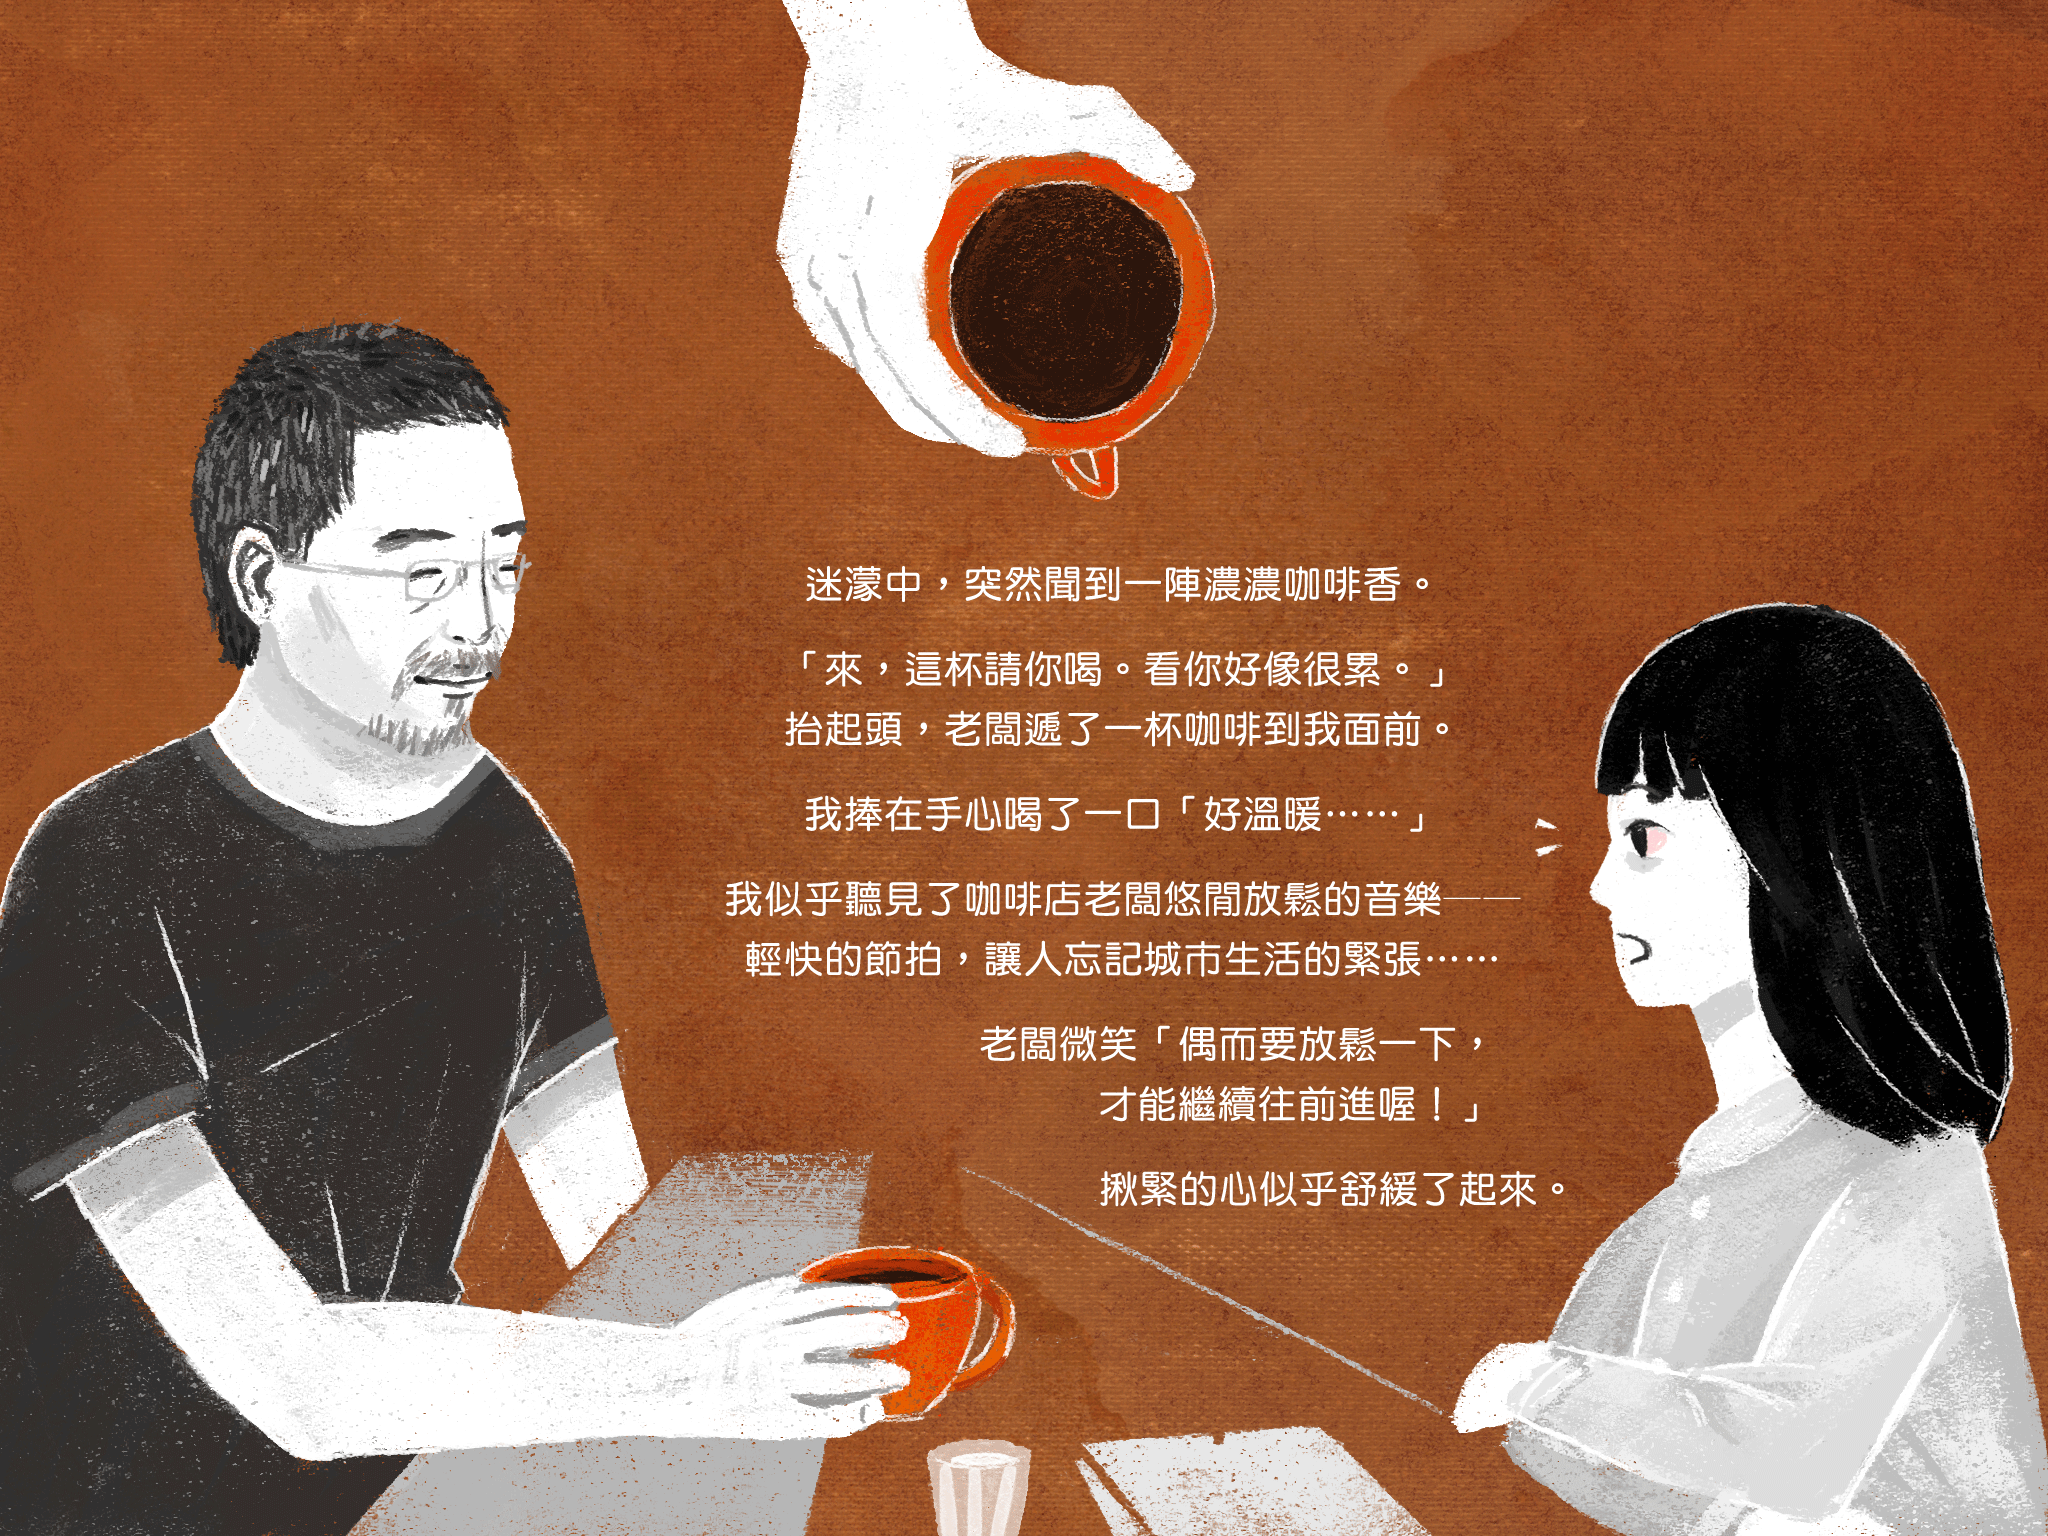 迷濛中，突然聞到一陣濃濃咖啡香。
「來，這杯請你喝。看你好像很累。」
抬起頭，老闆遞了一杯咖啡到我面前。
我捧在手心喝了一口「好溫暖……」
我似乎聽見了咖啡店老闆悠閒放鬆的音樂——
輕快的節拍，讓人忘記城市生活的緊張……
老闆微笑「偶而要放鬆一下，
才能繼續往前進喔！」
揪緊的心似乎舒緩了起來。